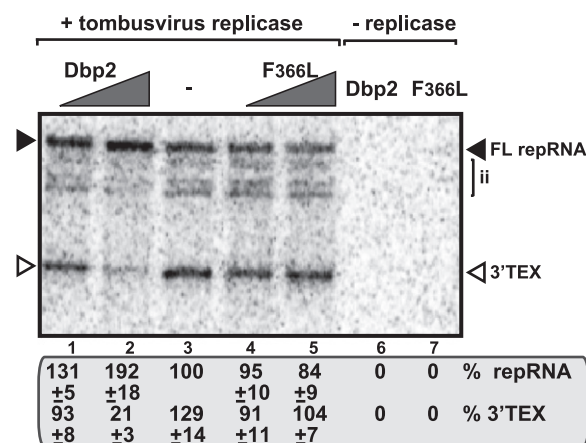 + tombusvirus replicase - replicase
Dbp2 - F366L Dbp2 F366L
FL repRNA
ii
3'TEX
1 2 3 4 5 6 7
131 192 100 95 84 0 0 % repRNA
±5 ±18 ±10 ±9
93 21 129 91 104 0 0 % 3'TEX
±8 ±3 ±14 ±11 ±7